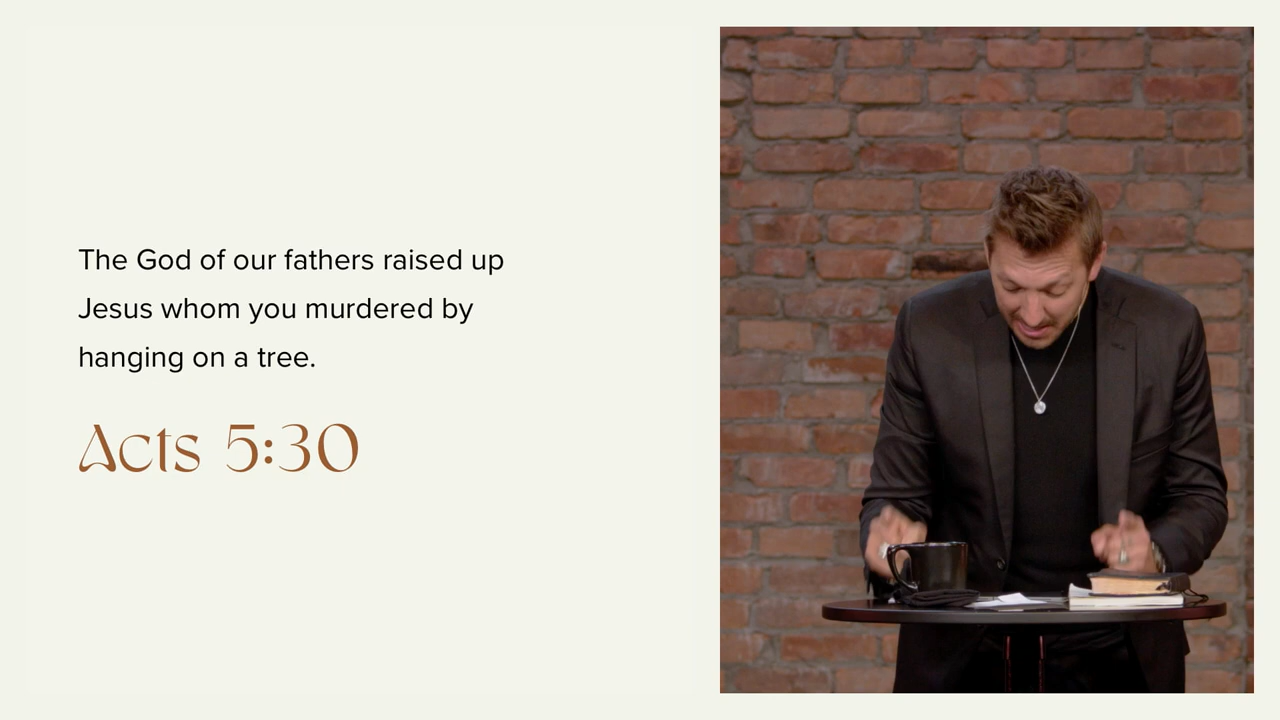 The God of our fathers raised up
Jesus whom you murdered by
hanging on a tree.
Acts 5:30